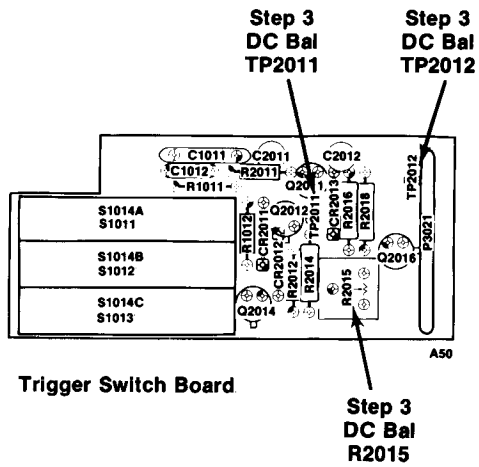 Step 3
DC Bal
TP2011
Step 3
DC Bal
TP2012
C1011
C2011
C2012
C1012
R2011
R1011
Q2011
TP2012
S1014A
S1011
R1012
CR2011
Q2012
TP2011
CR2013
R2016
R2018
P3021
S1014B
S1012
CR2012
R2012
R2014
R2015
Q2016
S1014C
S1013
Q2014
A50
Trigger Switch Board
Step 3
DC Bal
R2015